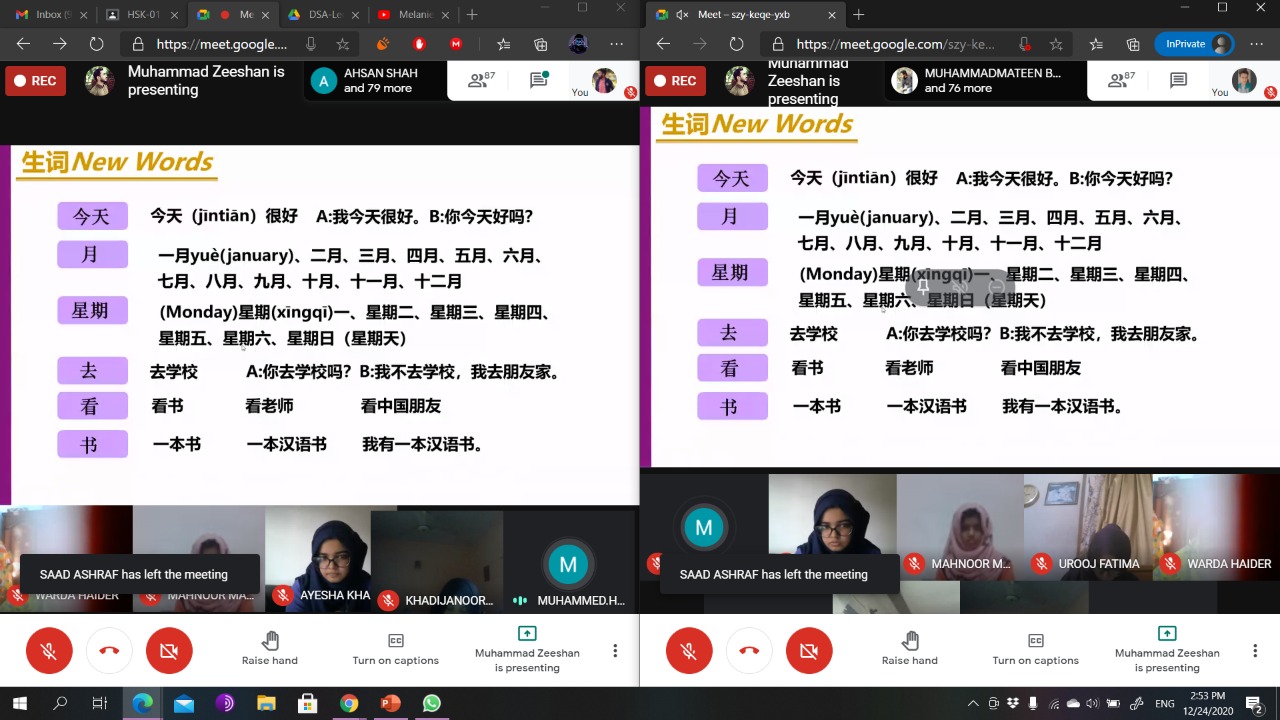 Inbox (9
HSK-01
Me
DSA-Le
Melanie
https://meet.google....
REC
Muhammad Zeeshan is presenting
AHSAN SHAH
and 79 more
87
You
生词 New Words
今天 今天（jīntiān）很好 A:我今天很好。B:你今天好吗？
月 一月yuè(january)、二月、三月、四月、五月、六月、
七月、八月、九月、十月、十一月、十二月
星期 (Monday)星期(xīngqī)一、星期二、星期三、星期四、
星期五、星期六、星期日（星期天）
去 去学校 A:你去学校吗？B:我不去学校，我去朋友家。
看 看书 看老师 看中国朋友
书 一本书 一本汉语书 我有一本汉语书。
SAAD ASHRAF has left the meeting
WARDA HAIDER
MAHNOOR MA...
AYESHA KHA
KHADIJANOOR...
M
MUHAMMED.H...
Raise hand
Turn on captions
Muhammad Zeeshan
is presenting
Meet – szy-keqe-yxb
https://meet.google.com/szy-ke...
InPrivate
REC
Muhammad
Zeeshan is
presenting
MUHAMMADMATEEN B...
and 76 more
87
You
生词 New Words
今天 今天（jīntiān）很好 A:我今天很好。B:你今天好吗？
月 一月yuè(january)、二月、三月、四月、五月、六月、
七月、八月、九月、十月、十一月、十二月
星期 (Monday)星期(xīngqī)一、星期二、星期三、星期四、
星期五、星期六、星期日（星期天）
去 去学校 A:你去学校吗？B:我不去学校，我去朋友家。
看 看书 看老师 看中国朋友
书 一本书 一本汉语书 我有一本汉语书。
M
SAAD ASHRAF has left the meeting
MAHNOOR M...
UROOJ FATIMA
WARDA HAIDER
Raise hand
Turn on captions
Muhammad Zeeshan
is presenting
ENG
2:53 PM
12/24/2020
2